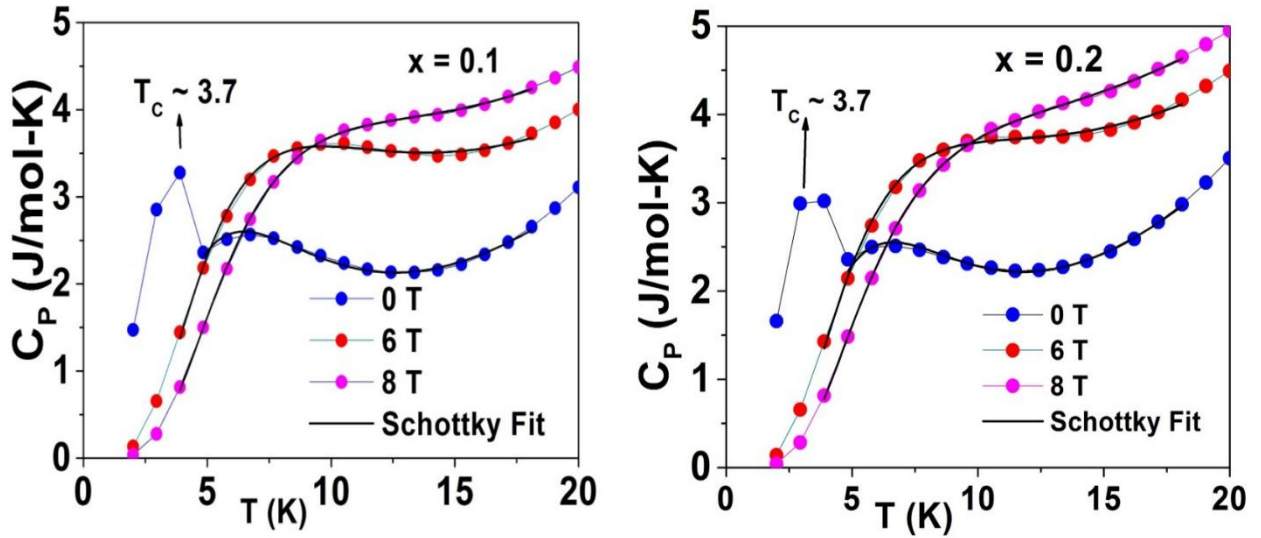 5
4
3
2
1
0
C_P (J/mol-K)
x = 0.1
T_C ~ 3.7
0 T
6 T
8 T
Schottky Fit
0 5 10 15 20
T (K)
5
4
3
2
1
0
C_P (J/mol-K)
x = 0.2
T_C ~ 3.7
0 T
6 T
8 T
Schottky Fit
0 5 10 15 20
T (K)